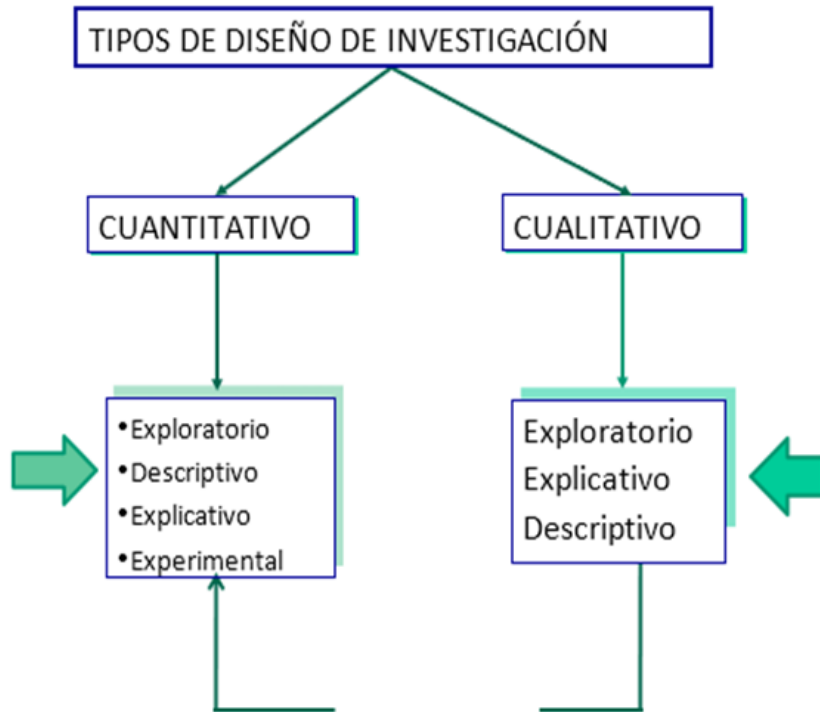 TIPOS DE DISEÑO DE INVESTIGACIÓN
CUANTITATIVO
CUALITATIVO
•Exploratorio
•Descriptivo
•Explicativo
•Experimental
Exploratorio
Explicativo
Descriptivo